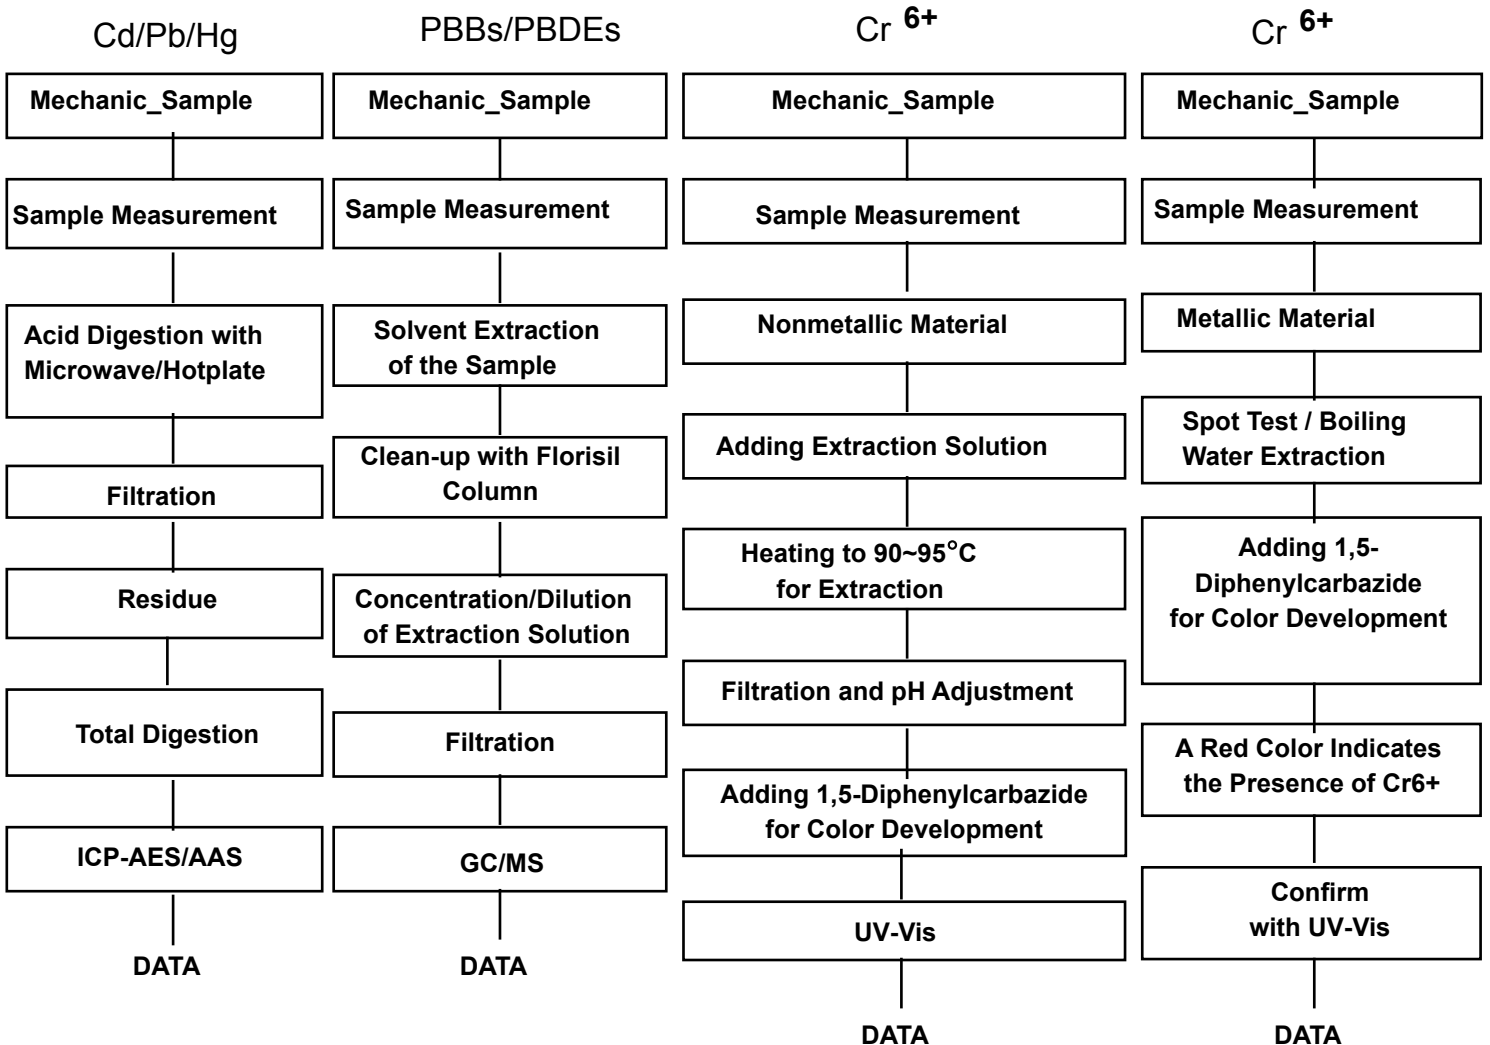 Cd/Pb/Hg
Mechanic_Sample
Sample Measurement
Acid Digestion with
Microwave/Hotplate
Filtration
Residue
Total Digestion
ICP-AES/AAS
DATA
PBBs/PBDEs
Mechanic_Sample
Sample Measurement
Solvent Extraction
of the Sample
Clean-up with Florisil
Column
Concentration/Dilution
of Extraction Solution
Filtration
GC/MS
DATA
Cr 6+
Mechanic_Sample
Sample Measurement
Nonmetallic Material
Adding Extraction Solution
Heating to 90~95°C
for Extraction
Filtration and pH Adjustment
Adding 1,5-Diphenylcarbazide
for Color Development
UV-Vis
DATA
Cr 6+
Mechanic_Sample
Sample Measurement
Metallic Material
Spot Test / Boiling
Water Extraction
Adding 1,5-
Diphenylcarbazide
for Color Development
A Red Color Indicates
the Presence of Cr6+
Confirm
with UV-Vis
DATA